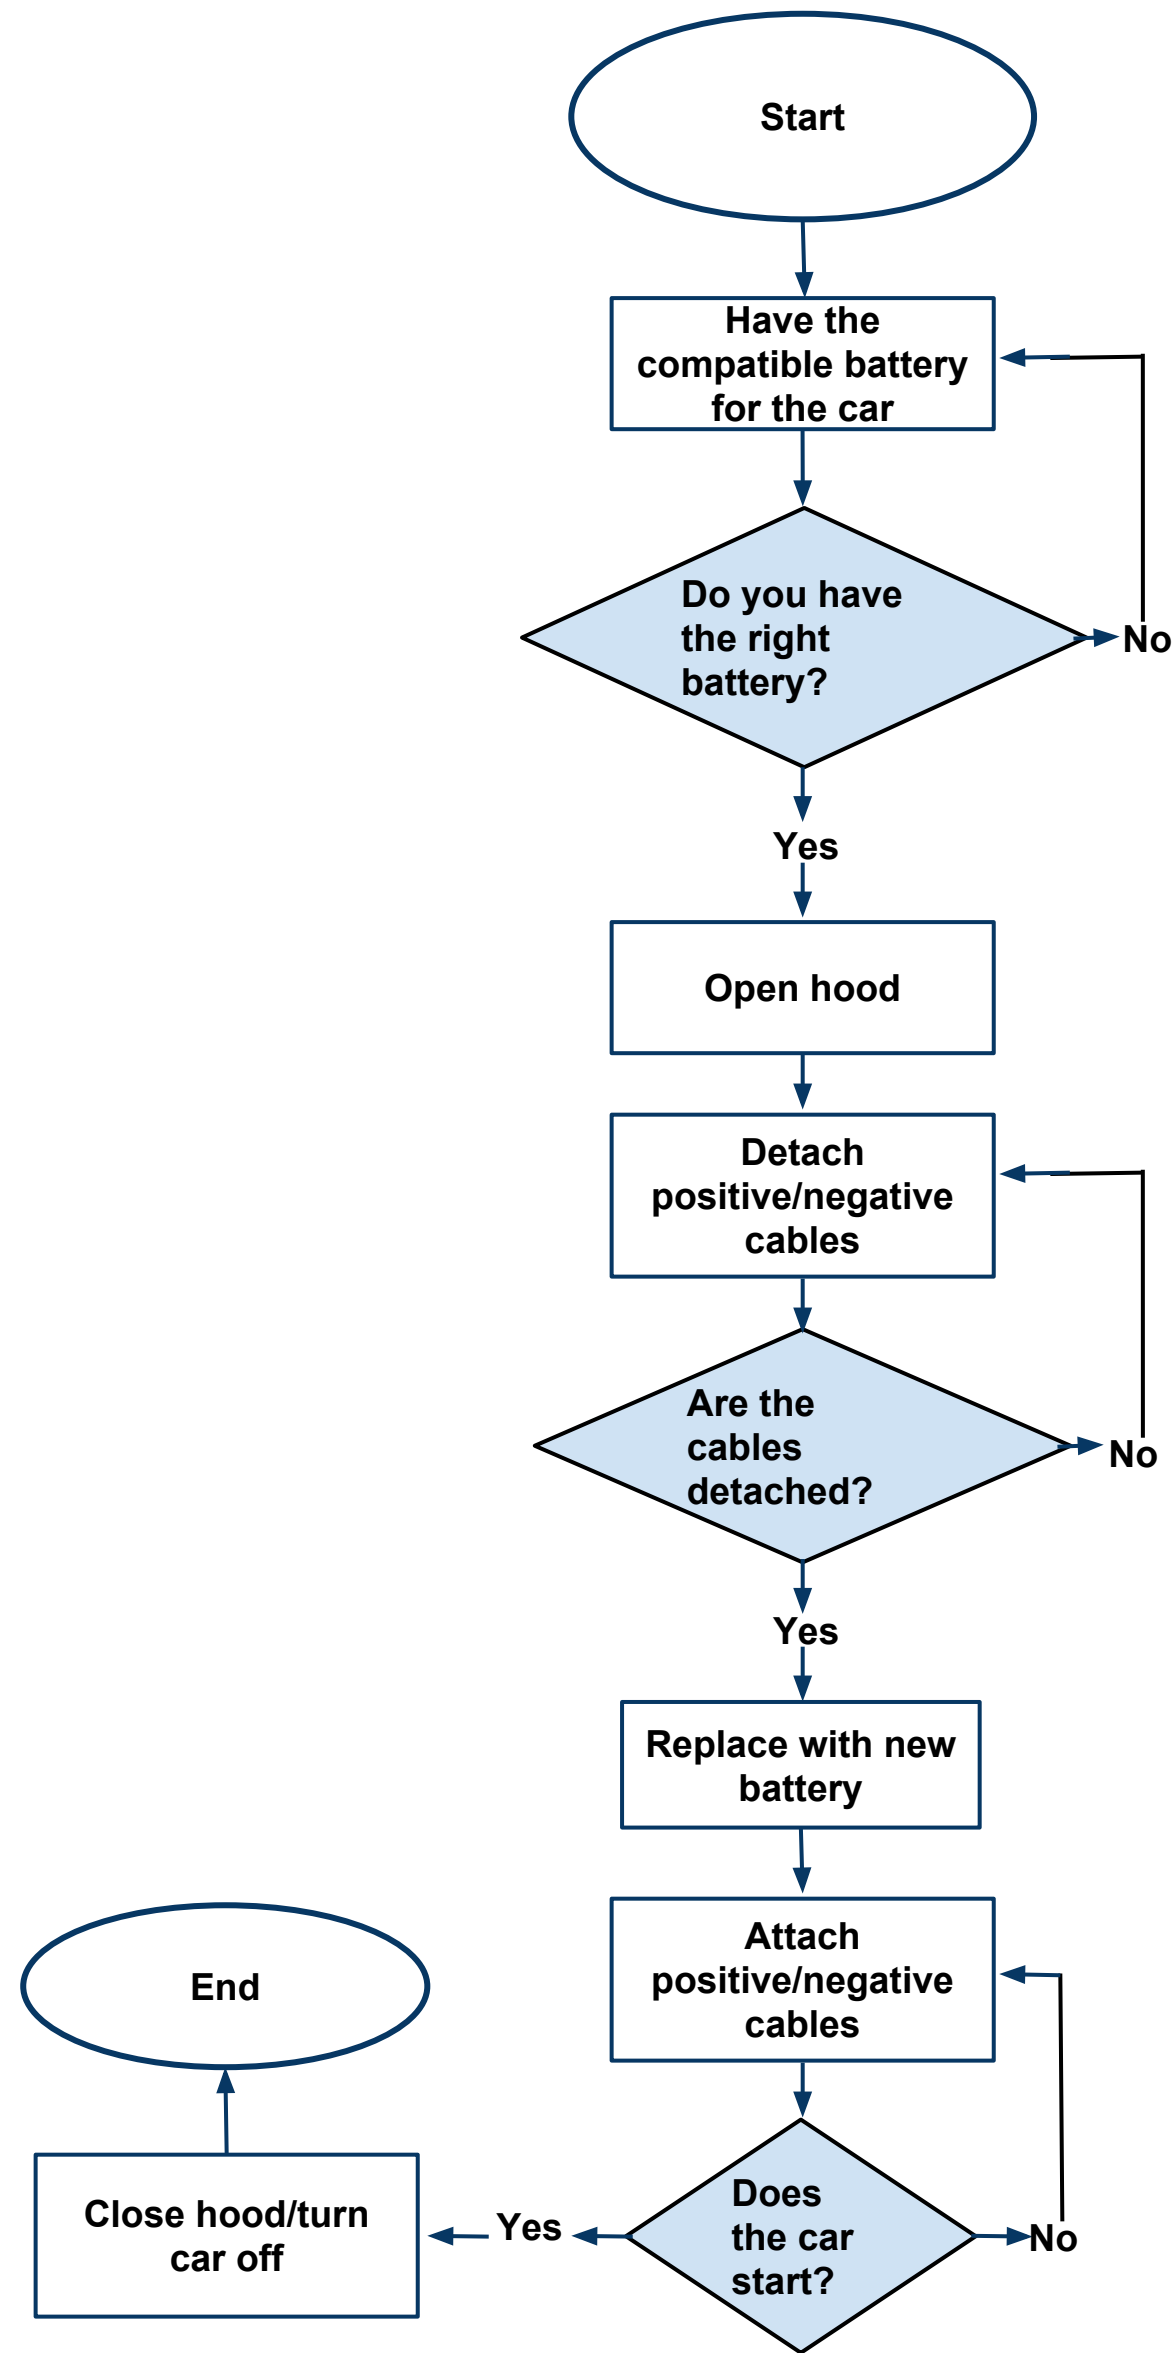 Start
Have the
compatible battery
for the car
Do you have
the right
battery?
No
Yes
Open hood
Detach
positive/negative
cables
Are the
cables
detached?
No
Yes
Replace with new
battery
Attach
positive/negative
cables
Does
the car
start?
No
Yes
Close hood/turn
car off
End